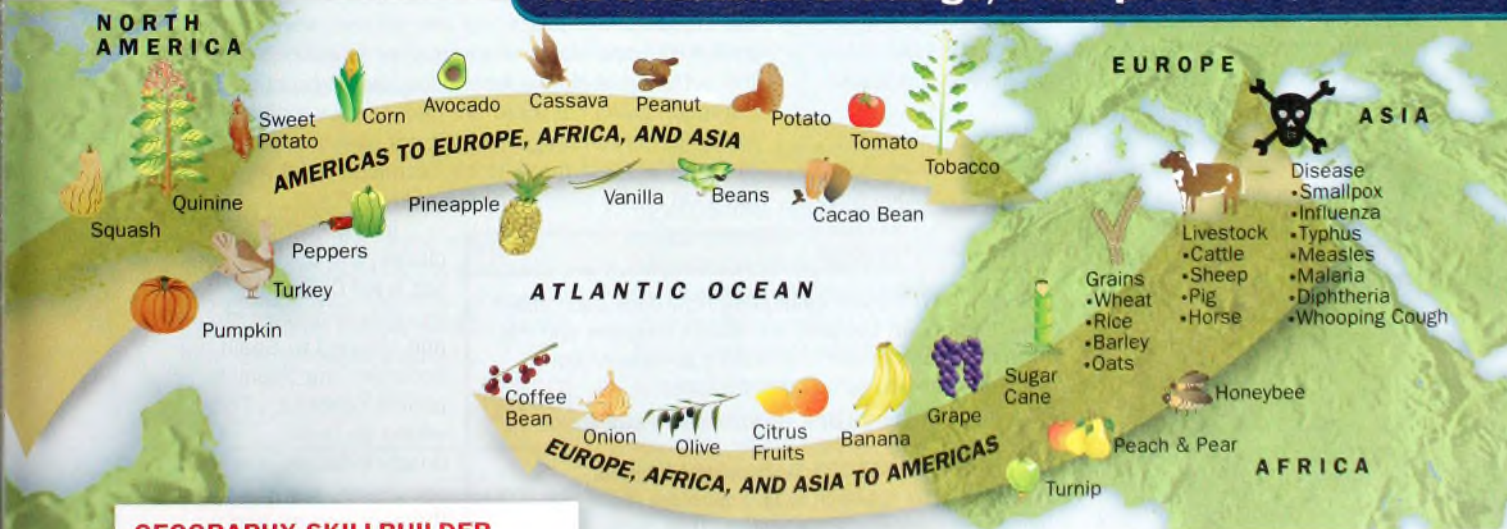 NORTH
AMERICA
Sweet
Potato
Corn
Avocado
Cassava
Peanut
Potato
Tomato
Tobacco
AMERICAS TO EUROPE, AFRICA, AND ASIA
Squash
Quinine
Peppers
Pineapple
Vanilla
Beans
Cacao Bean
Turkey
Pumpkin
ATLANTIC OCEAN
EUROPE
ASIA
Disease
•Smallpox
•Influenza
•Typhus
•Measles
•Malaria
•Diphtheria
•Whooping Cough
Livestock
•Cattle
•Sheep
•Pig
•Horse
Grains
•Wheat
•Rice
•Barley
•Oats
Sugar
Cane
Grape
Banana
Citrus
Fruits
Olive
Onion
Coffee
Bean
Honeybee
Peach & Pear
Turnip
EUROPE, AFRICA, AND ASIA TO AMERICAS
AFRICA
GEOGRAPHY SKILLBUILDER